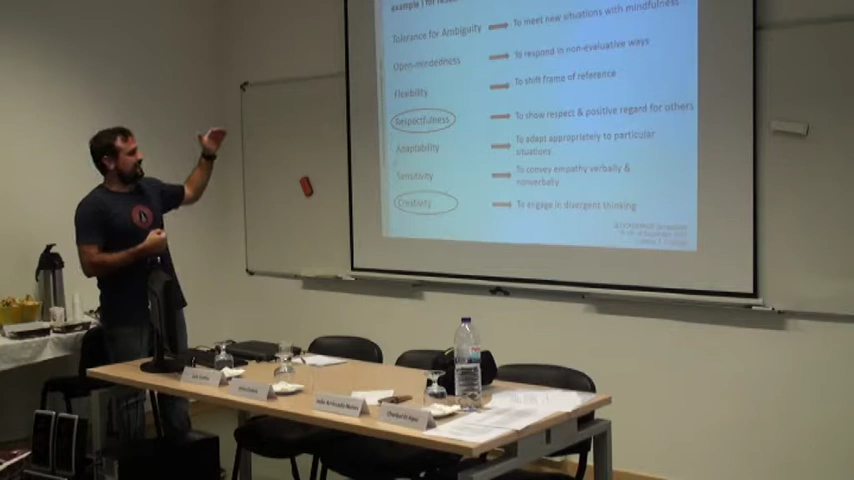 Tolerance for Ambiguity
To meet new situations with mindfulness
Open-mindedness
To respond in non-evaluative ways
Flexibility
To shift frame of reference
Respectfulness
To show respect & positive regard for others
Adaptability
To adapt appropriately to particular
situations
Sensitivity
To convey empathy verbally &
nonverbally
Creativity
To engage in divergent thinking